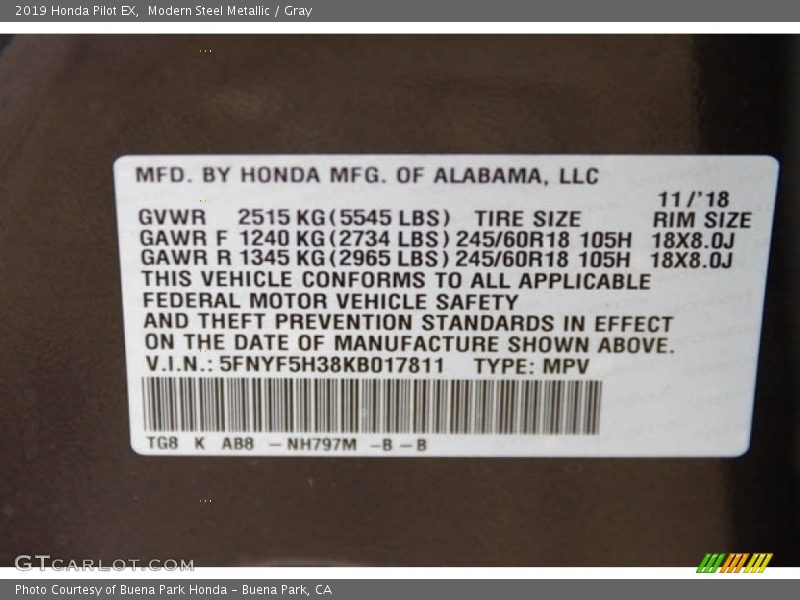 2019 Honda Pilot EX, Modern Steel Metallic / Gray
MFD. BY HONDA MFG. OF ALABAMA, LLC
11/'18
GVWR 2515 KG (5545 LBS) TIRE SIZE RIM SIZE
GAWR F 1240 KG (2734 LBS) 245/60R18 105H 18X8.0J
GAWR R 1345 KG (2965 LBS) 245/60R18 105H 18X8.0J
THIS VEHICLE CONFORMS TO ALL APPLICABLE
FEDERAL MOTOR VEHICLE SAFETY
AND THEFT PREVENTION STANDARDS IN EFFECT
ON THE DATE OF MANUFACTURE SHOWN ABOVE.
V.I.N.: 5FNYF5H38KB017811 TYPE: MPV
TG8 K AB8 – NH797M – B – B
GTCARLOT.COM
Photo Courtesy of Buena Park Honda - Buena Park, CA